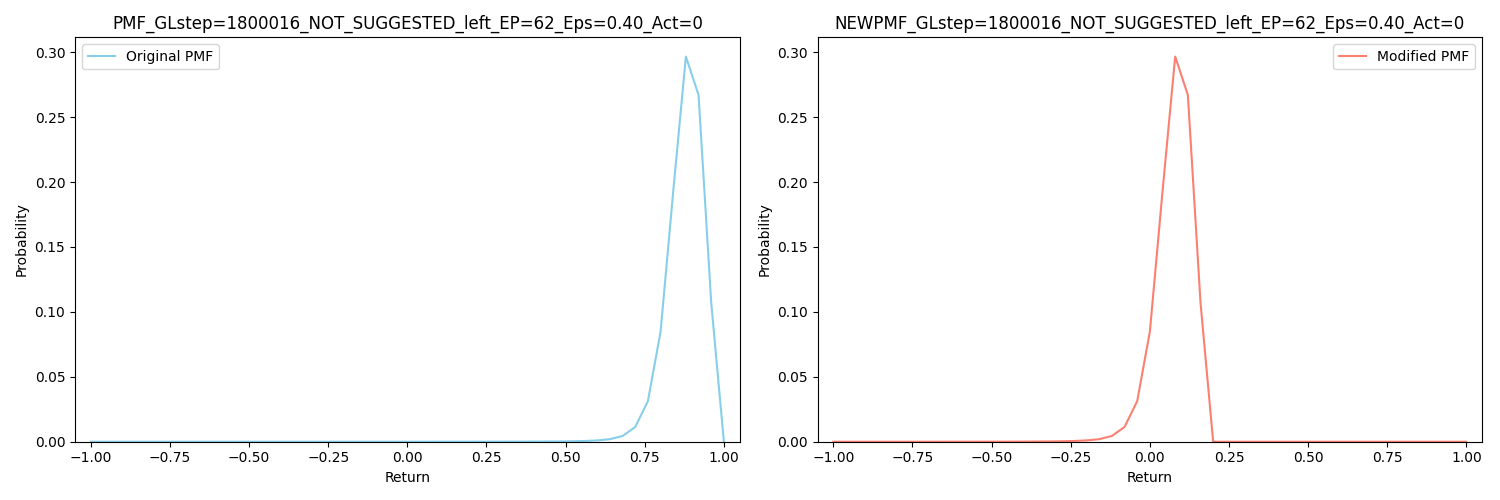 PMF_GLstep=1800016_NOT_SUGGESTED_left_EP=62_Eps=0.40_Act=0
Original PMF
0.30
0.25
0.20
0.15
0.10
0.05
0.00
Probability
−1.00 −0.75 −0.50 −0.25 0.00 0.25 0.50 0.75 1.00
Return
NEWPMF_GLstep=1800016_NOT_SUGGESTED_left_EP=62_Eps=0.40_Act=0
Modified PMF
0.30
0.25
0.20
0.15
0.10
0.05
0.00
Probability
−1.00 −0.75 −0.50 −0.25 0.00 0.25 0.50 0.75 1.00
Return